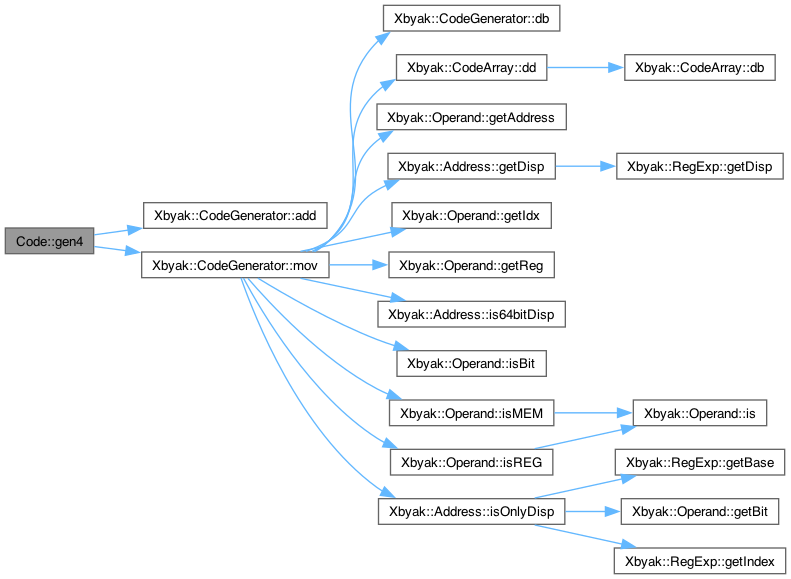 Xbyak::CodeGenerator::db
Xbyak::CodeArray::dd
Xbyak::CodeArray::db
Xbyak::Operand::getAddress
Xbyak::Address::getDisp
Xbyak::RegExp::getDisp
Xbyak::CodeGenerator::add
Xbyak::Operand::getIdx
Code::gen4
Xbyak::CodeGenerator::mov
Xbyak::Operand::getReg
Xbyak::Address::is64bitDisp
Xbyak::Operand::isBit
Xbyak::Operand::isMEM
Xbyak::Operand::is
Xbyak::Operand::isREG
Xbyak::RegExp::getBase
Xbyak::Address::isOnlyDisp
Xbyak::Operand::getBit
Xbyak::RegExp::getIndex